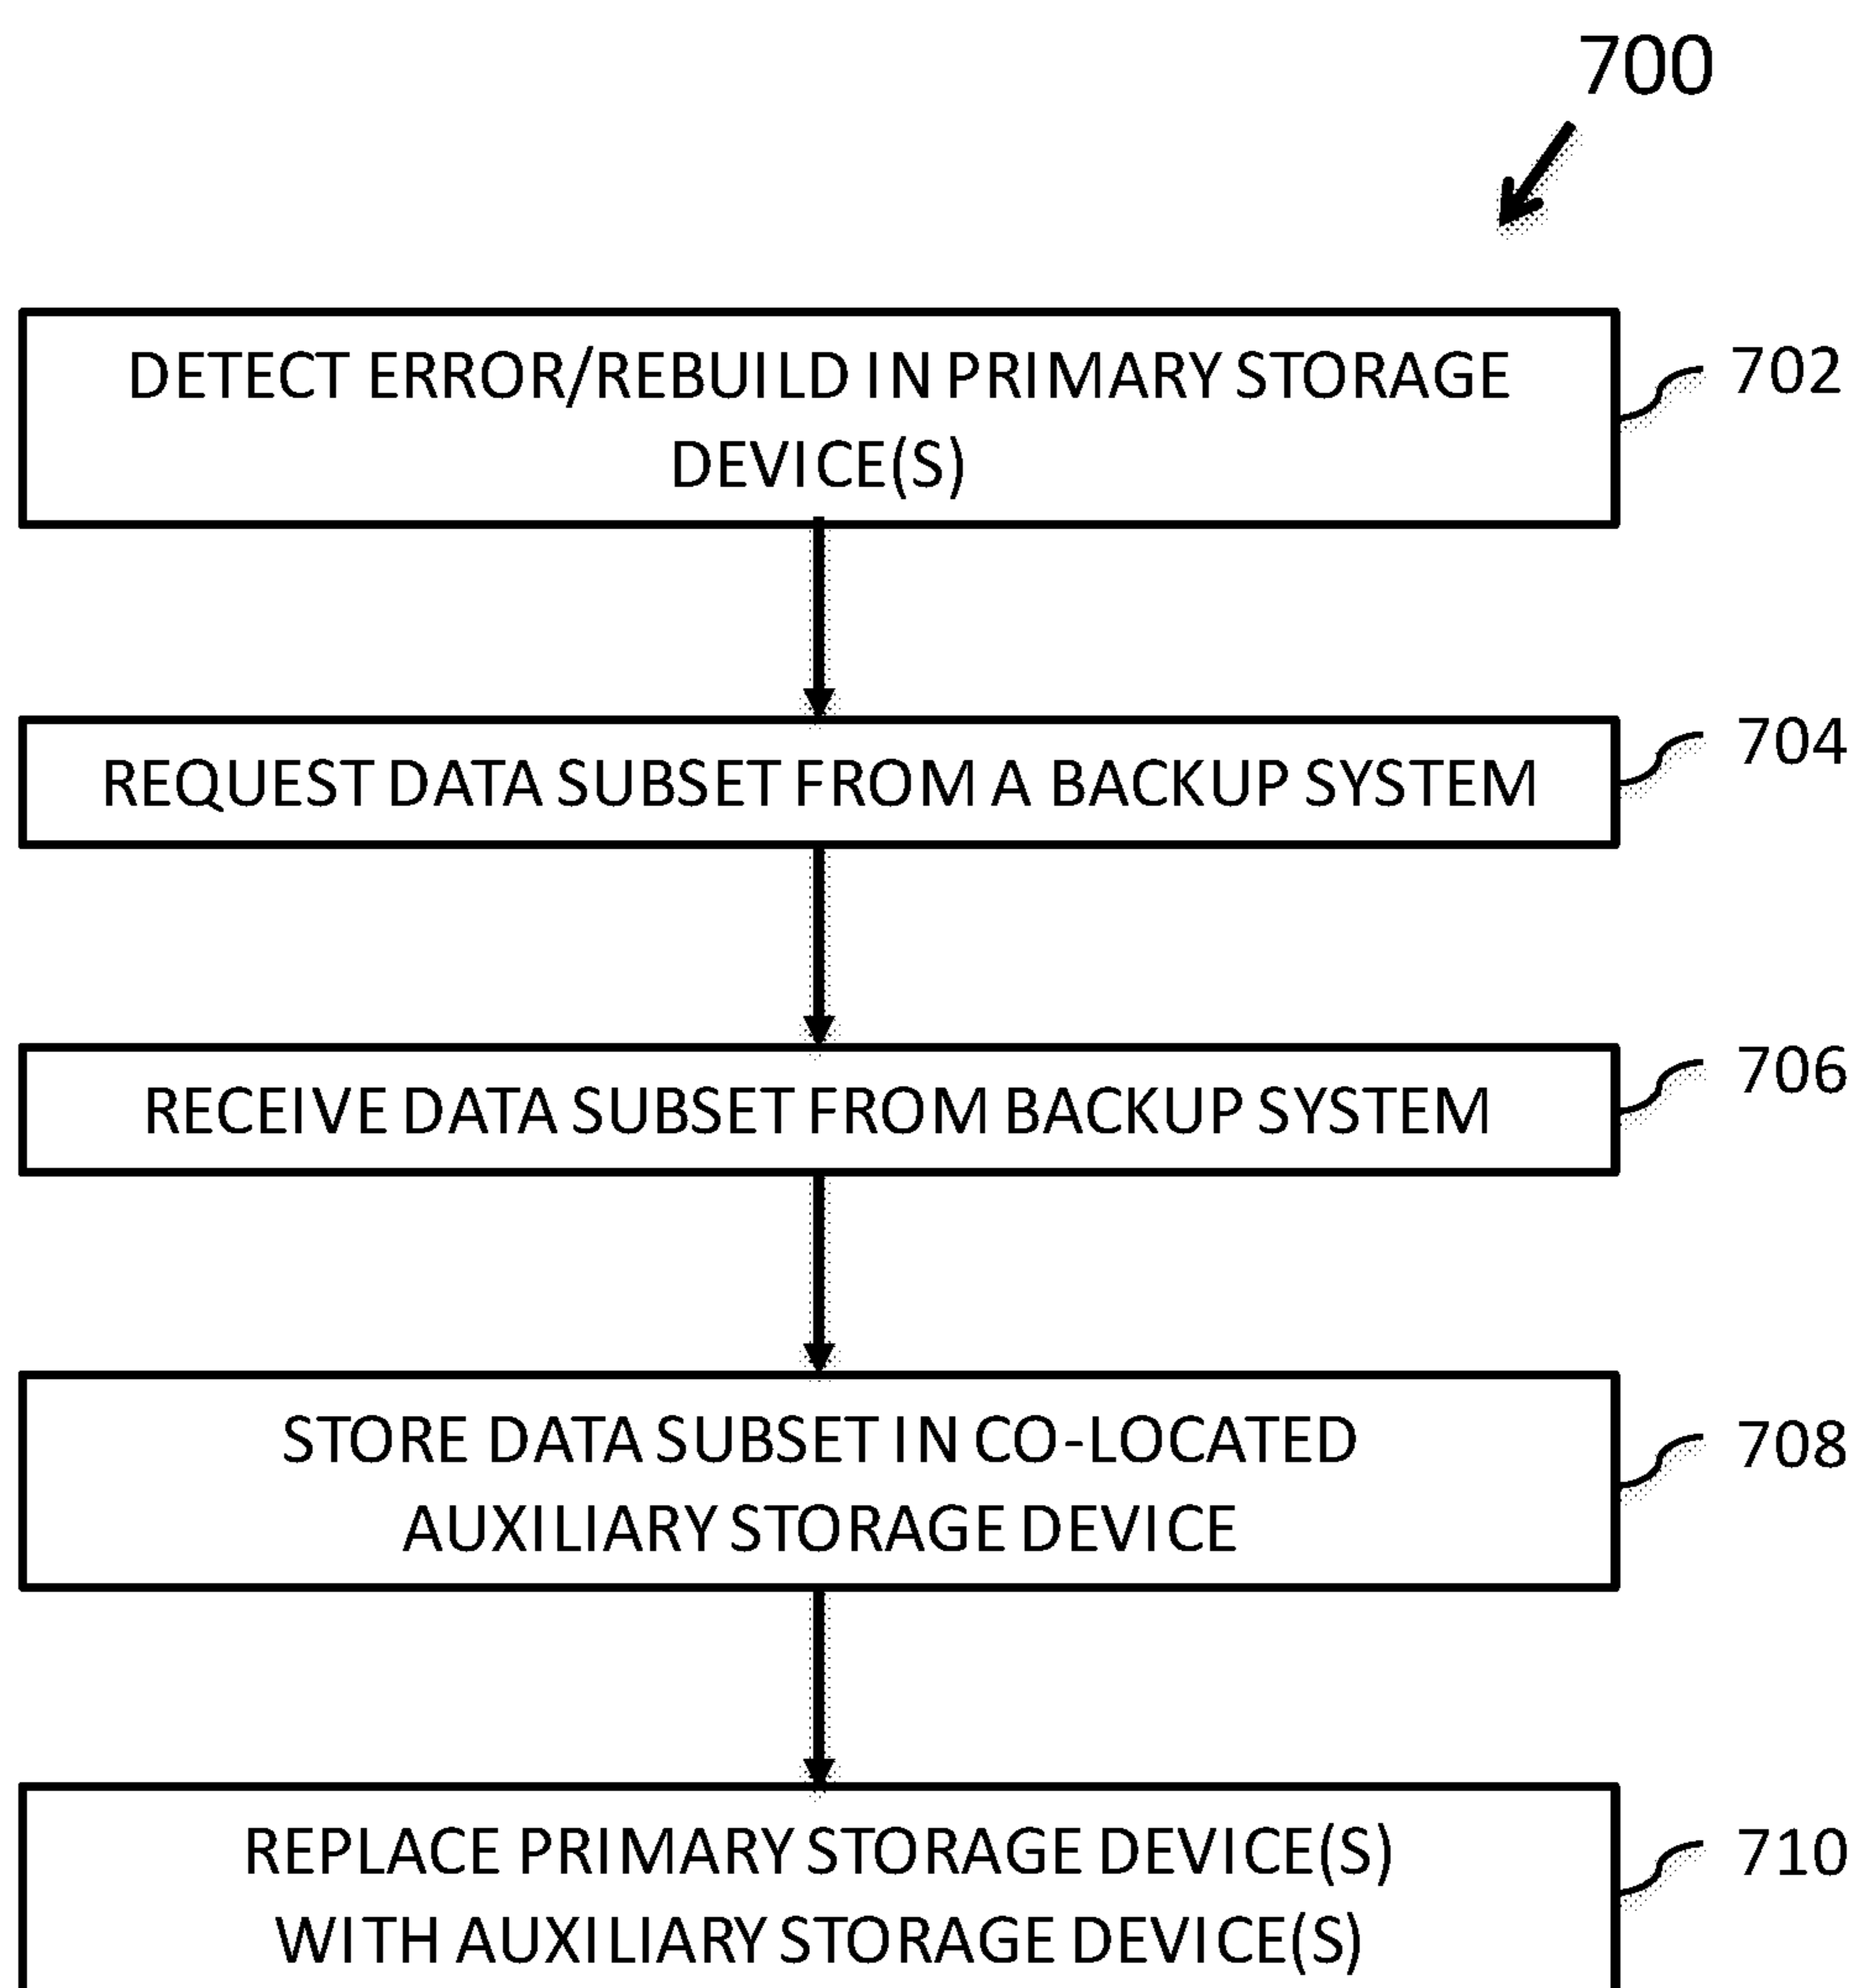 700
DETECT ERROR/REBUILD IN PRIMARY STORAGE
DEVICE(S)
702
REQUEST DATA SUBSET FROM A BACKUP SYSTEM
704
RECEIVE DATA SUBSET FROM BACKUP SYSTEM
706
STORE DATA SUBSET IN CO-LOCATED
AUXILIARY STORAGE DEVICE
708
REPLACE PRIMARY STORAGE DEVICE(S)
WITH AUXILIARY STORAGE DEVICE(S)
710